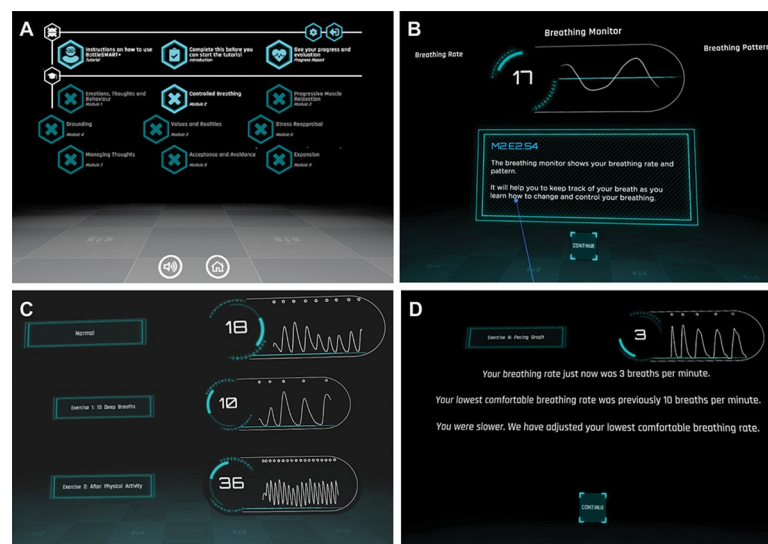 A
Instructions on how to use
BattleSMART+
Tutorial
Complete this before you
can start the tutorial
Introduction
See your progress and
evaluation
Progress Report
Emotions, Thoughts and
Behaviour
Module 1
Controlled Breathing
Module 2
Progressive Muscle
Relaxation
Module 3
Grounding
Module 4
Values and Realities
Module 5
Stress Reappraisal
Module 6
Managing Thoughts
Module 7
Acceptance and Avoidance
Module 8
Expansion
Module 9
B
Breathing Monitor
Breathing Rate
Breathing Pattern
17
M2.E2.S4
The breathing monitor shows your breathing rate and
pattern.
It will help you to keep track of your breath as you
learn how to change and control your breathing.
CONTINUE
C
Normal
18
Exercise 1: 10 Deep Breaths
10
Exercise 2: After Physical Activity
36
D
Exercise 4: Pacing Graph
3
Your breathing rate just now was 3 breaths per minute.
Your lowest comfortable breathing rate was previously 10 breaths per minute.
You were slower. We have adjusted your lowest comfortable breathing rate.
CONTINUE